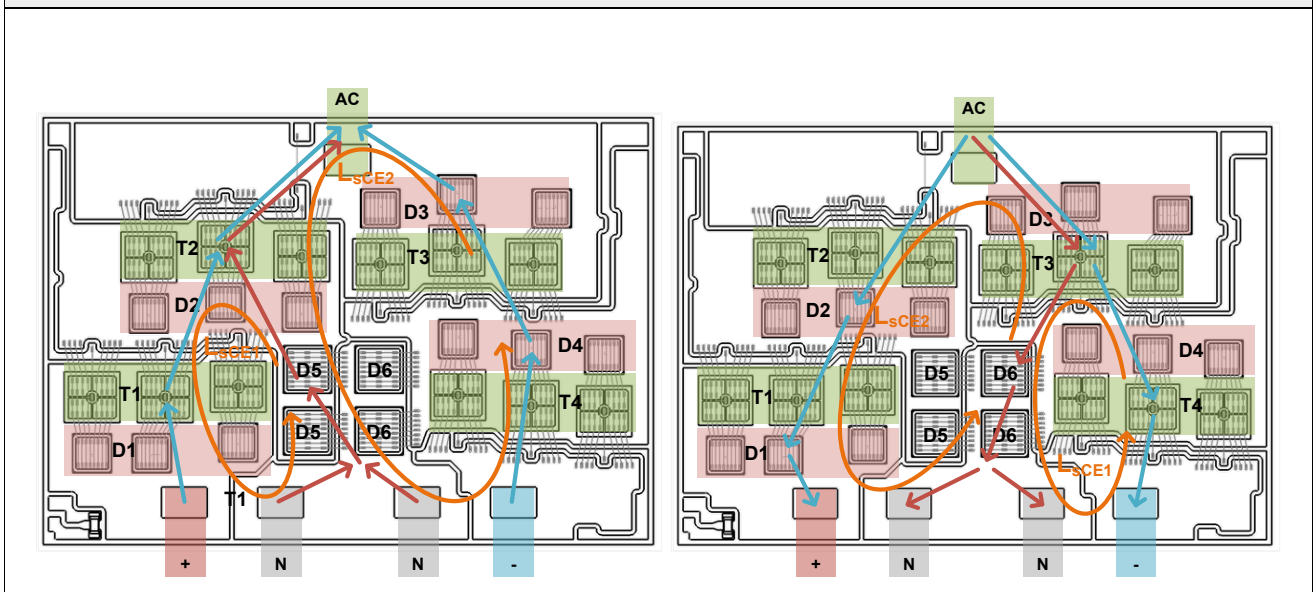 AC
LsCE2
D3
T2
T3
D2
LsCE1
D4
D5
D6
T1
T4
D5
D6
D1
T1
+
N
N
-
AC
D3
T2
T3
D2
LsCE2
D4
D5
D6
T1
T4
D5
D6
D1
LsCE1
+
N
N
-